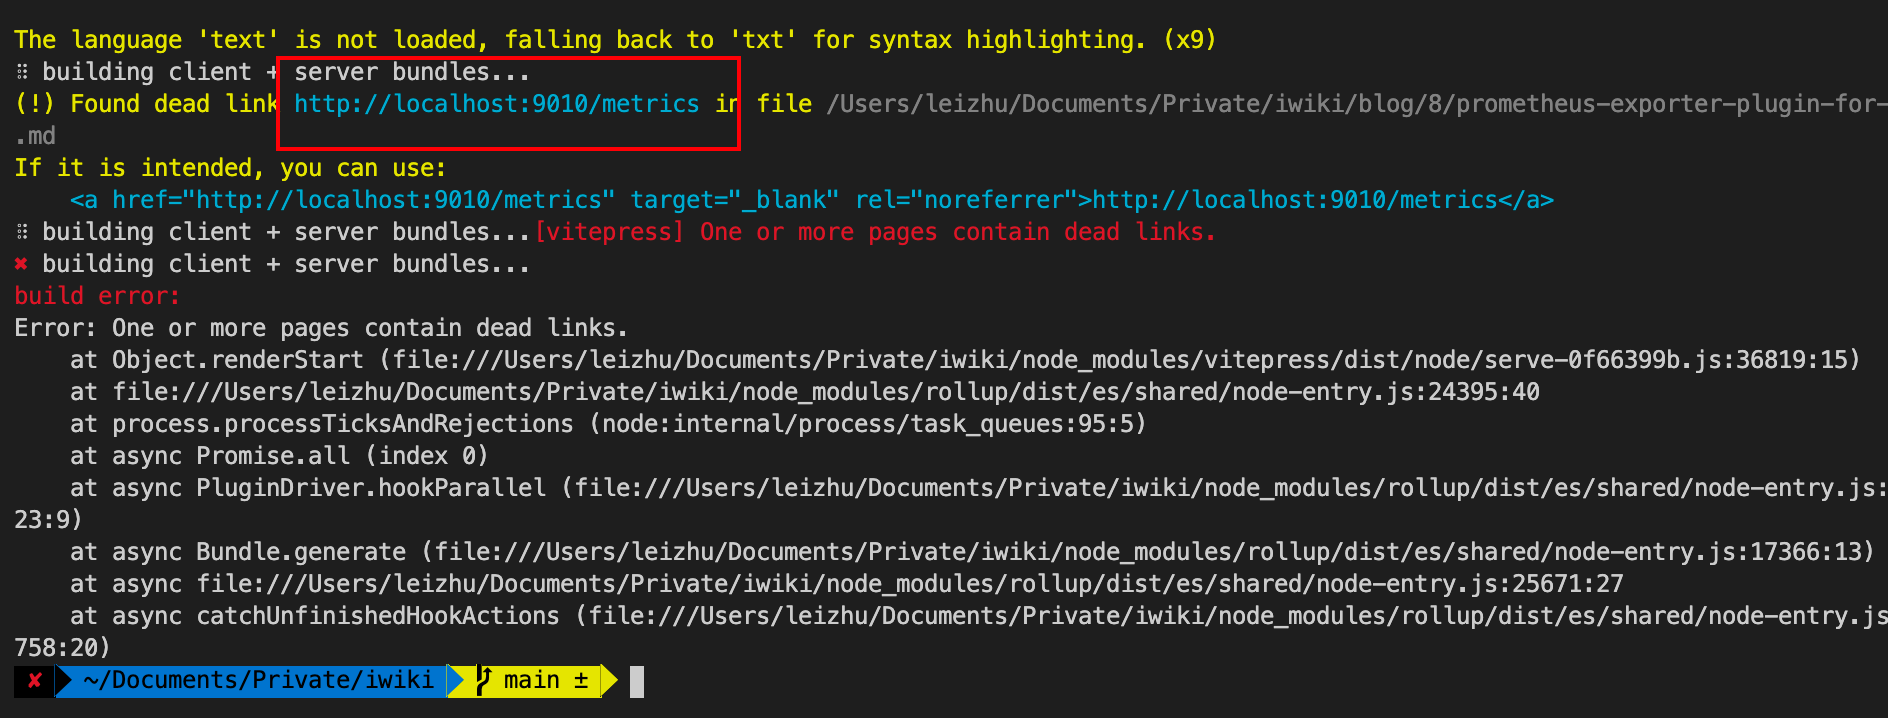 The language 'text' is not loaded, falling back to 'txt' for syntax highlighting. (x9)
⠿ building client + server bundles...
(!) Found dead link http://localhost:9010/metrics in file /Users/leizhu/Documents/Private/iwiki/blog/8/prometheus-exporter-plugin-for-
.md
If it is intended, you can use:
    <a href="http://localhost:9010/metrics" target="_blank" rel="noreferrer">http://localhost:9010/metrics</a>
⠿ building client + server bundles...[vitepress] One or more pages contain dead links.
✖ building client + server bundles...
build error:
Error: One or more pages contain dead links.
    at Object.renderStart (file:///Users/leizhu/Documents/Private/iwiki/node_modules/vitepress/dist/node/serve-0f66399b.js:36819:15)
    at file:///Users/leizhu/Documents/Private/iwiki/node_modules/rollup/dist/es/shared/node-entry.js:24395:40
    at process.processTicksAndRejections (node:internal/process/task_queues:95:5)
    at async Promise.all (index 0)
    at async PluginDriver.hookParallel (file:///Users/leizhu/Documents/Private/iwiki/node_modules/rollup/dist/es/shared/node-entry.js:
23:9)
    at async Bundle.generate (file:///Users/leizhu/Documents/Private/iwiki/node_modules/rollup/dist/es/shared/node-entry.js:17366:13)
    at async file:///Users/leizhu/Documents/Private/iwiki/node_modules/rollup/dist/es/shared/node-entry.js:25671:27
    at async catchUnfinishedHookActions (file:///Users/leizhu/Documents/Private/iwiki/node_modules/rollup/dist/es/shared/node-entry.js
758:20)
✘ ~/Documents/Private/iwiki main ±